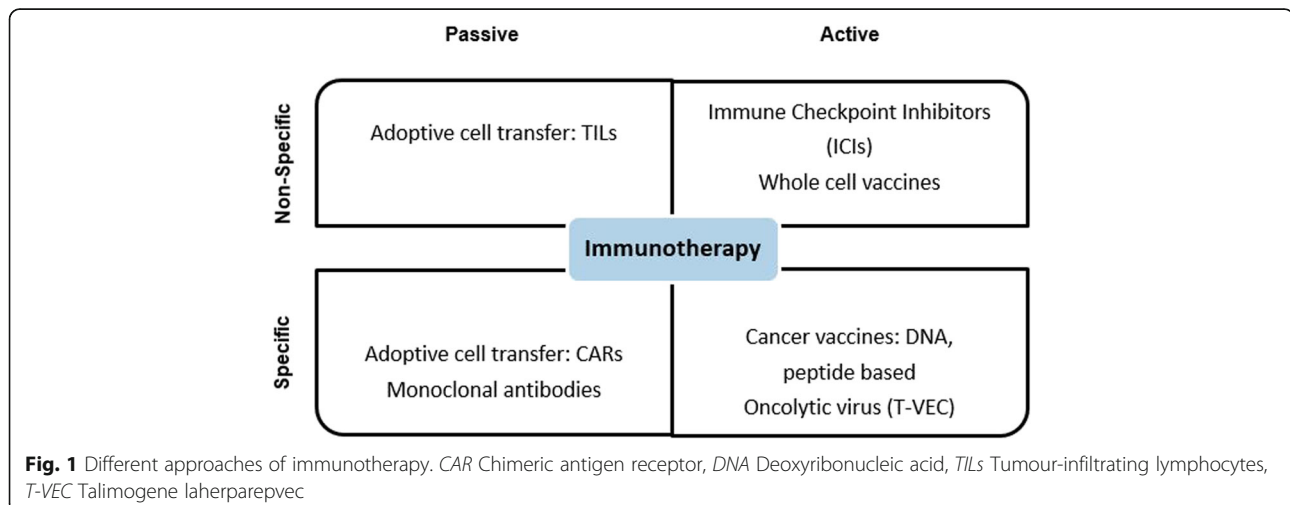 Passive Active
Non-Specific
Adoptive cell transfer: TILs
Immune Checkpoint Inhibitors
(ICIs)
Whole cell vaccines
Immunotherapy
Specific
Adoptive cell transfer: CARs
Monoclonal antibodies
Cancer vaccines: DNA,
peptide based
Oncolytic virus (T-VEC)
Fig. 1 Different approaches of immunotherapy. CAR Chimeric antigen receptor, DNA Deoxyribonucleic acid, TILs Tumour-infiltrating lymphocytes,
T-VEC Talimogene laherparepvec